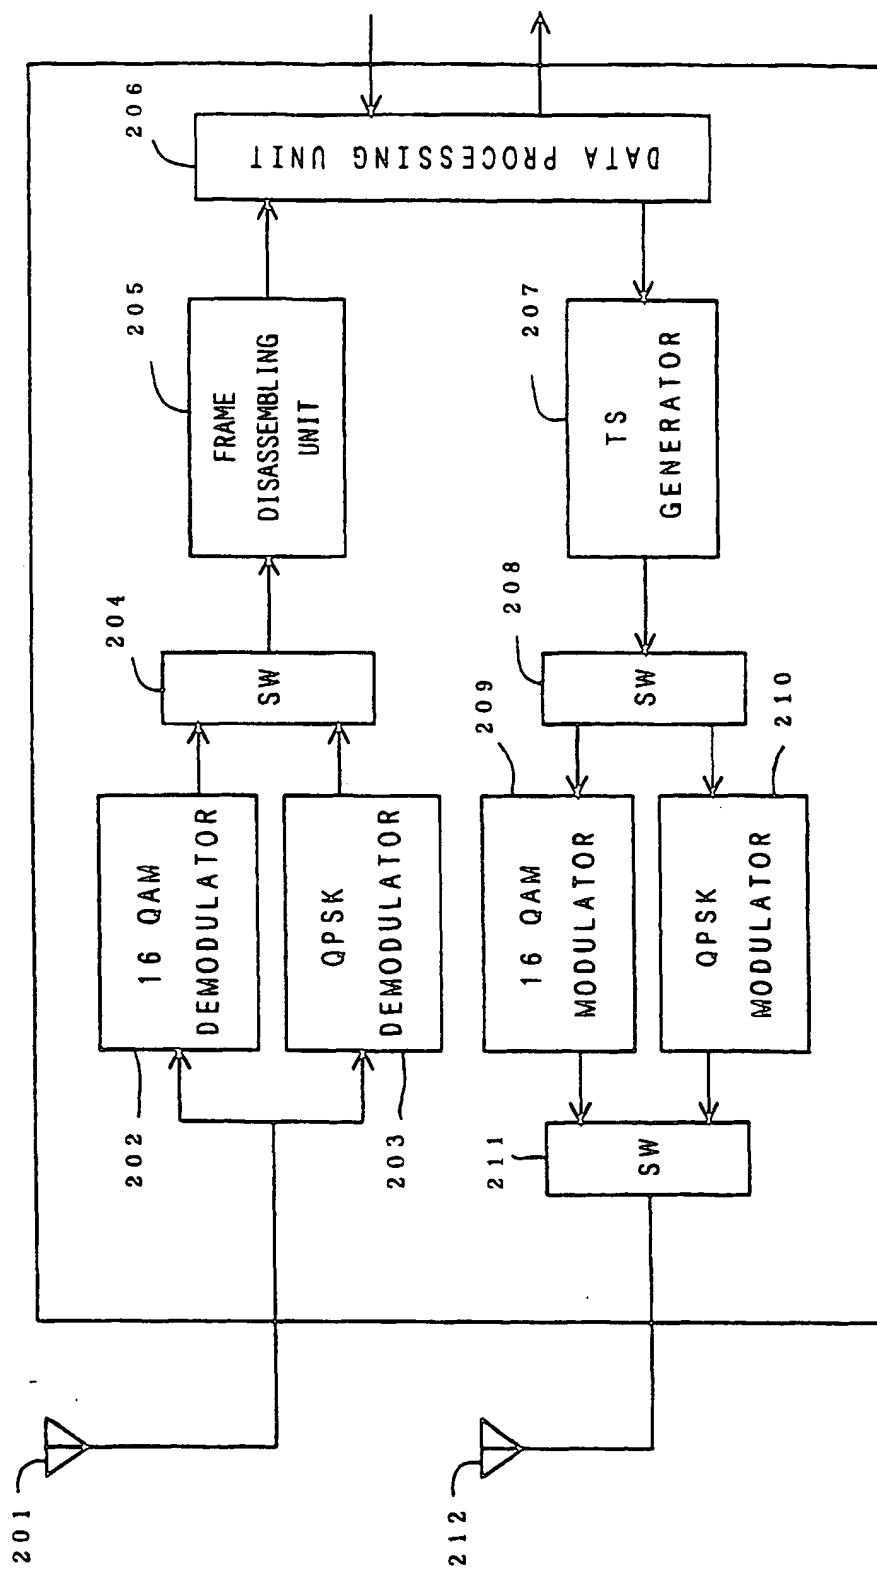 201
202
16 QAM
DEMODULATOR
203
QPSK
DEMODULATOR
204
SW
205
FRAME
DISASSEMBLING
UNIT
206
DATA PROCESSING UNIT
207
TS
GENERATOR
208
SW
209
16 QAM
MODULATOR
210
QPSK
MODULATOR
211
SW
212